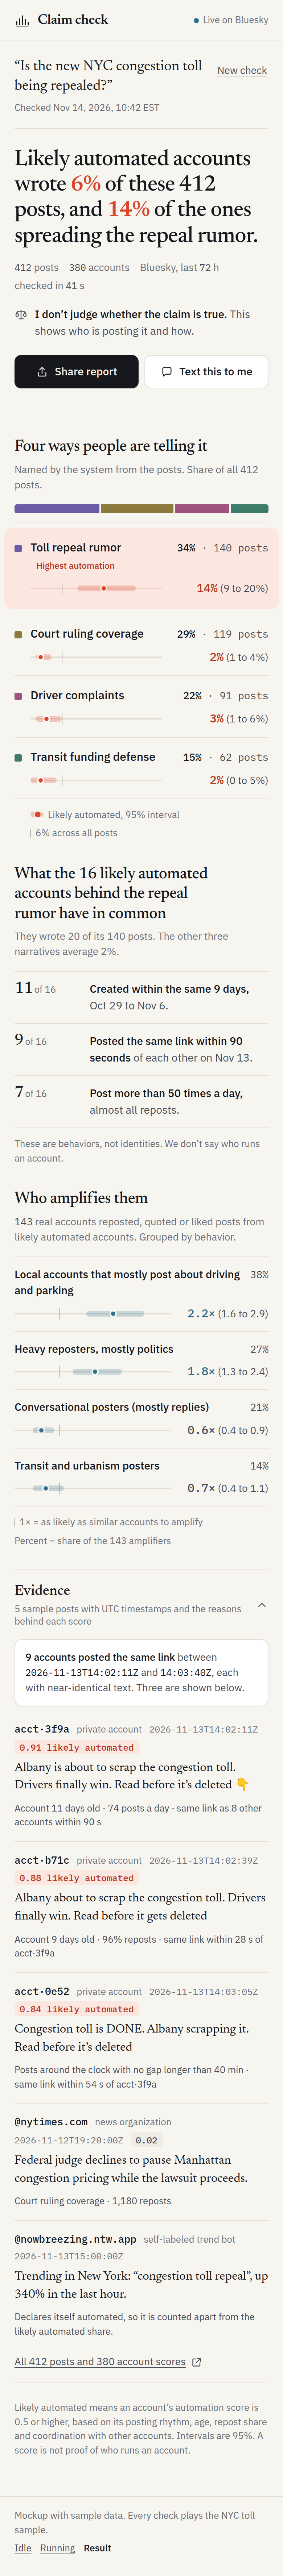 Claim check
Live on Bluesky
“Is the new NYC congestion toll
being repealed?”
New check
Checked Nov 14, 2026, 10:42 EST
Likely automated accounts
wrote 6% of these 412
posts, and 14% of the ones
spreading the repeal rumor.
412 posts 380 accounts Bluesky, last 72 h
checked in 41 s
I don’t judge whether the claim is true. This
shows who is posting it and how.
Share report
Text this to me
Four ways people are telling it
Named by the system from the posts. Share of all 412
posts.
Toll repeal rumor 34% · 140 posts
Highest automation
14% (9 to 20%)
Court ruling coverage 29% · 119 posts
2% (1 to 4%)
Driver complaints 22% · 91 posts
3% (1 to 6%)
Transit funding defense 15% · 62 posts
2% (0 to 5%)
Likely automated, 95% interval
6% across all posts
What the 16 likely automated
accounts behind the repeal
rumor have in common
They wrote 20 of its 140 posts. The other three
narratives average 2%.
11 of 16 Created within the same 9 days,
Oct 29 to Nov 6.
9 of 16 Posted the same link within 90
seconds of each other on Nov 13.
7 of 16 Post more than 50 times a day,
almost all reposts.
These are behaviors, not identities. We don’t say who runs
an account.
Who amplifies them
143 real accounts reposted, quoted or liked posts from
likely automated accounts. Grouped by behavior.
Local accounts that mostly post about driving 38%
and parking
2.2× (1.6 to 2.9)
Heavy reposters, mostly politics 27%
1.8× (1.3 to 2.4)
Conversational posters (mostly replies) 21%
0.6× (0.4 to 0.9)
Transit and urbanism posters 14%
0.7× (0.4 to 1.1)
1× = as likely as similar accounts to amplify
Percent = share of the 143 amplifiers
Evidence
5 sample posts with UTC timestamps and the reasons
behind each score
9 accounts posted the same link between
2026-11-13T14:02:11Z and 14:03:40Z, each
with near-identical text. Three are shown below.
acct·3f9a private account 2026-11-13T14:02:11Z
0.91 likely automated
Albany is about to scrap the congestion toll.
Drivers finally win. Read before it’s deleted 👇
Account 11 days old · 74 posts a day · same link as 8 other
accounts within 90 s
acct·b71c private account 2026-11-13T14:02:39Z
0.88 likely automated
Albany about to scrap the congestion toll. Drivers
finally win. Read before it gets deleted
Account 9 days old · 96% reposts · same link within 28 s of
acct·3f9a
acct·0e52 private account 2026-11-13T14:03:05Z
0.84 likely automated
Congestion toll is DONE. Albany scrapping it.
Read before it’s deleted
Posts around the clock with no gap longer than 40 min ·
same link within 54 s of acct·3f9a
@nytimes.com news organization
2026-11-12T19:20:00Z 0.02
Federal judge declines to pause Manhattan
congestion pricing while the lawsuit proceeds.
Court ruling coverage · 1,180 reposts
@nowbreezing.ntw.app self-labeled trend bot
2026-11-13T15:00:00Z
Trending in New York: “congestion toll repeal”, up
340% in the last hour.
Declares itself automated, so it is counted apart from the
likely automated share.
All 412 posts and 380 account scores
Likely automated means an account’s automation score is
0.5 or higher, based on its posting rhythm, age, repost share
and coordination with other accounts. Intervals are 95%. A
score is not proof of who runs an account.
Mockup with sample data. Every check plays the NYC toll
sample.
Idle Running Result